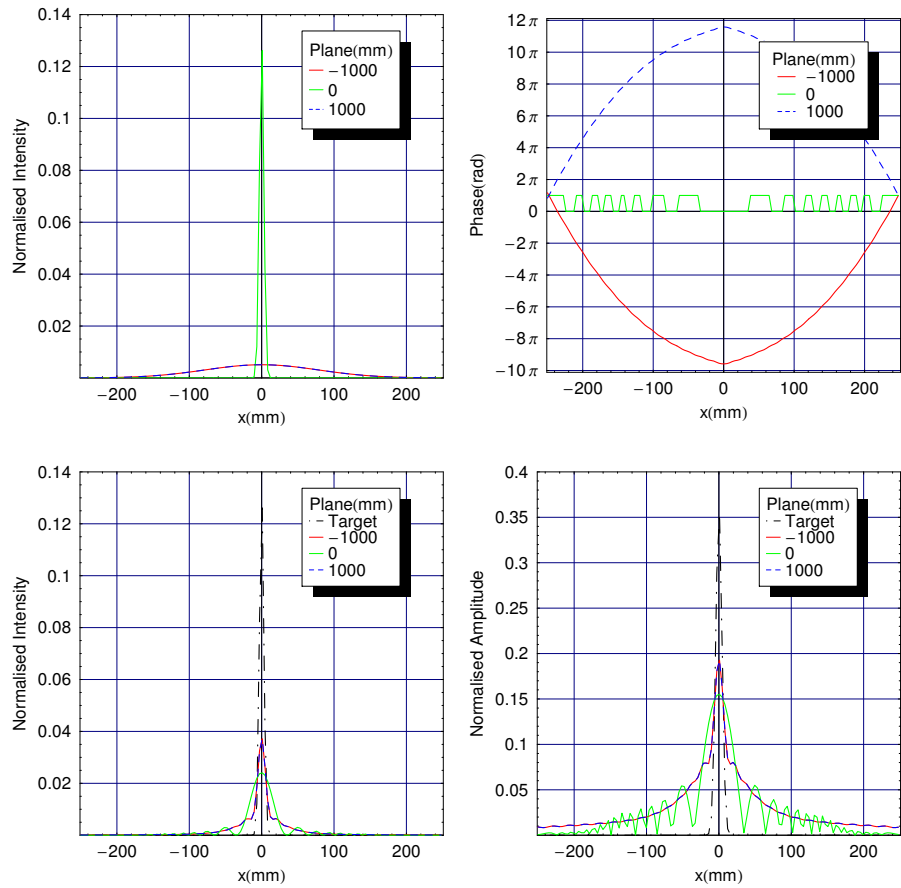 0.14
0.12
0.1
0.08
0.06
0.04
0.02
Normalised Intensity
Plane(mm)
−1000
0
1000
−200 −100 0 100 200
x(mm)
12 π
10 π
8 π
6 π
4 π
2 π
0
−2 π
−4 π
−6 π
−8 π
−10 π
Phase(rad)
Plane(mm)
−1000
0
1000
−200 −100 0 100 200
x(mm)
0.14
0.12
0.1
0.08
0.06
0.04
0.02
Normalised Intensity
Plane(mm)
Target
−1000
0
1000
−200 −100 0 100 200
x(mm)
0.4
0.35
0.3
0.25
0.2
0.15
0.1
0.05
Normalised Amplitude
Plane(mm)
Target
−1000
0
1000
−200 −100 0 100 200
x(mm)